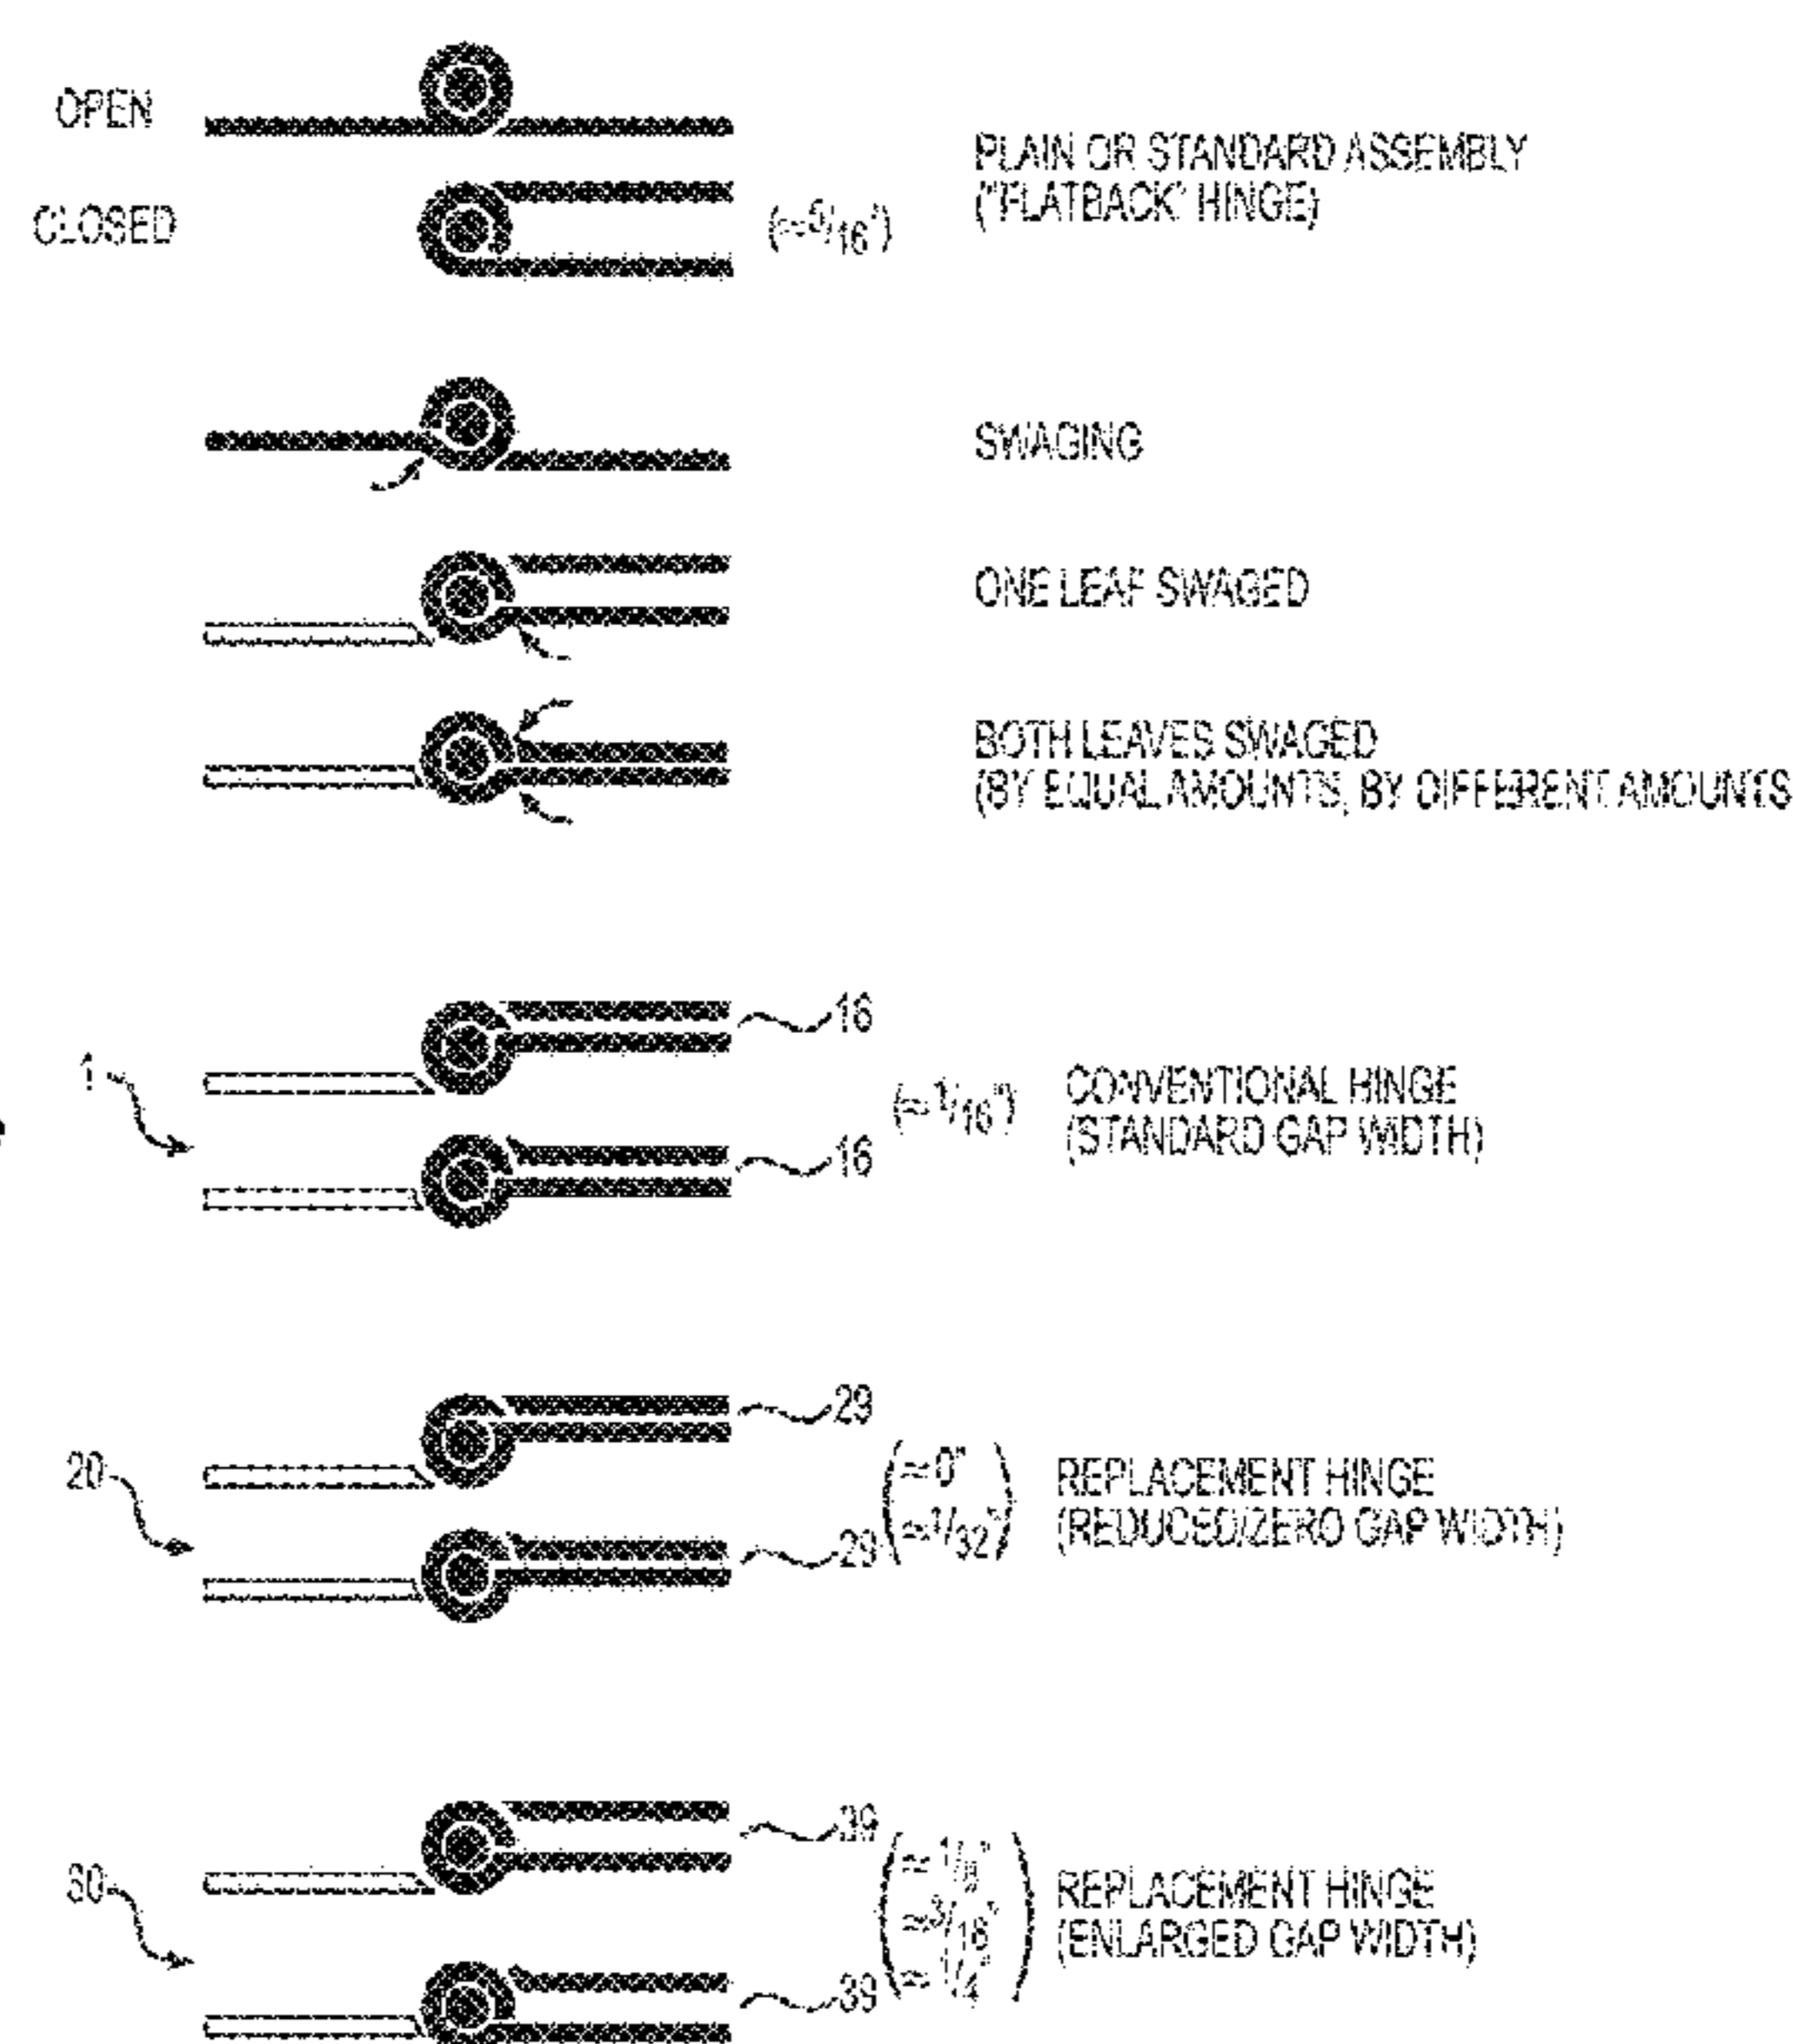 OPEN
PLAIN OR STANDARD ASSEMBLY
("FLATBACK" HINGE)
CLOSED
(≈5/16")
SWAGING
ONE LEAF SWAGED
BOTH LEAVES SWAGED
(BY EQUAL AMOUNTS, BY DIFFERENT AMOUNTS
16
1
(≈1/16")
CONVENTIONAL HINGE
(STANDARD GAP WIDTH)
16
29
20
(≈0"
≈1/32")
REPLACEMENT HINGE
(REDUCED/ZERO GAP WIDTH)
29
39
30
(≈1/8"
≈3/16"
≈1/4")
REPLACEMENT HINGE
(ENLARGED GAP WIDTH)
39